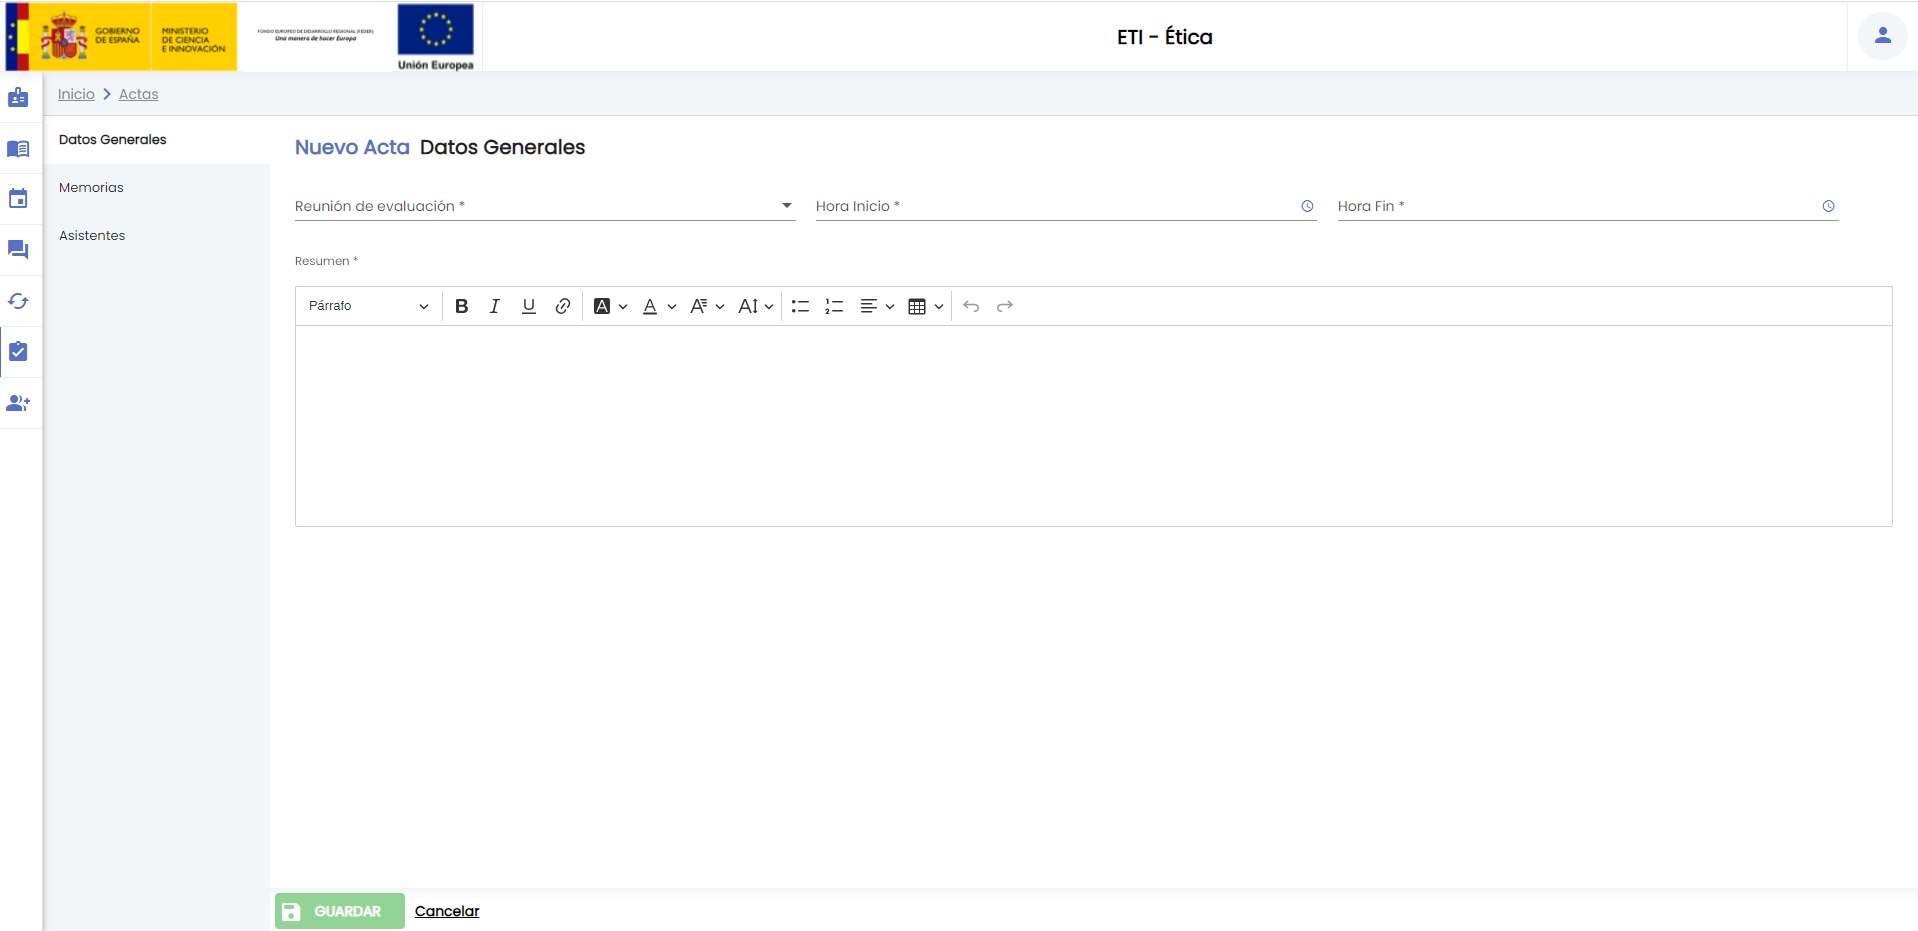 GOBIERNO
DE ESPAÑA
MINISTERIO
DE CIENCIA
E INNOVACIÓN
FONDO EUROPEO DE DESARROLLO REGIONAL (FEDER)
Una manera de hacer Europa
Unión Europea
ETI - Ética
Inicio > Actas
Datos Generales
Memorias
Asistentes
Nuevo Acta Datos Generales
Reunión de evaluación *
Hora Inicio *
Hora Fin *
Resumen *
Párrafo
GUARDAR
Cancelar